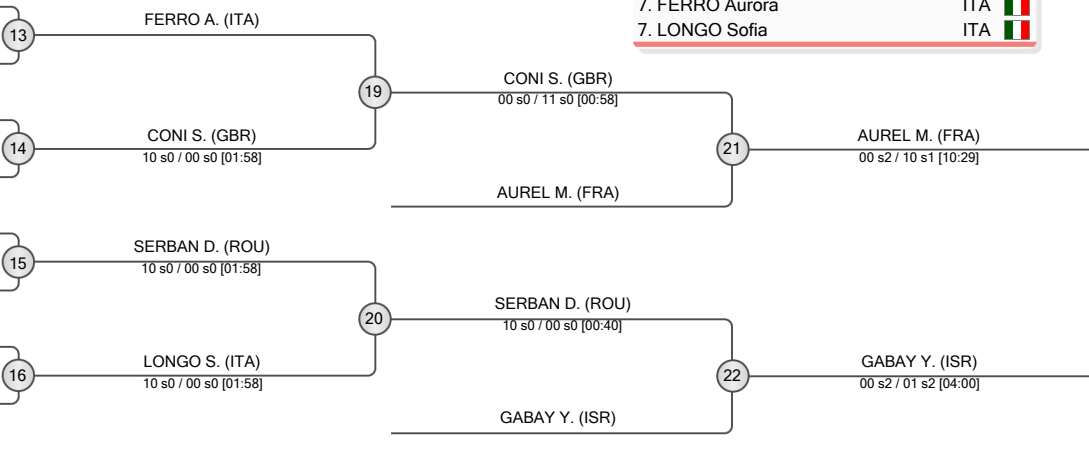 7. FERRO Aurora ITA
7. LONGO Sofia ITA
13
FERRO A. (ITA)
14
CONI S. (GBR)
10 s0 / 00 s0 [01:58]
19
CONI S. (GBR)
00 s0 / 11 s0 [00:58]
AUREL M. (FRA)
21
AUREL M. (FRA)
00 s2 / 10 s1 [10:29]
15
SERBAN D. (ROU)
10 s0 / 00 s0 [01:58]
16
LONGO S. (ITA)
10 s0 / 00 s0 [01:58]
20
SERBAN D. (ROU)
10 s0 / 00 s0 [00:40]
GABAY Y. (ISR)
22
GABAY Y. (ISR)
00 s2 / 01 s2 [04:00]